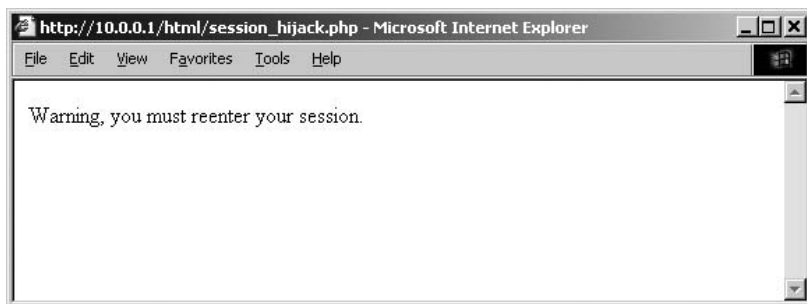 http://10.0.0.1/html/session_hijack.php - Microsoft Internet Explorer
File Edit View Favorites Tools Help
Warning, you must reenter your session.